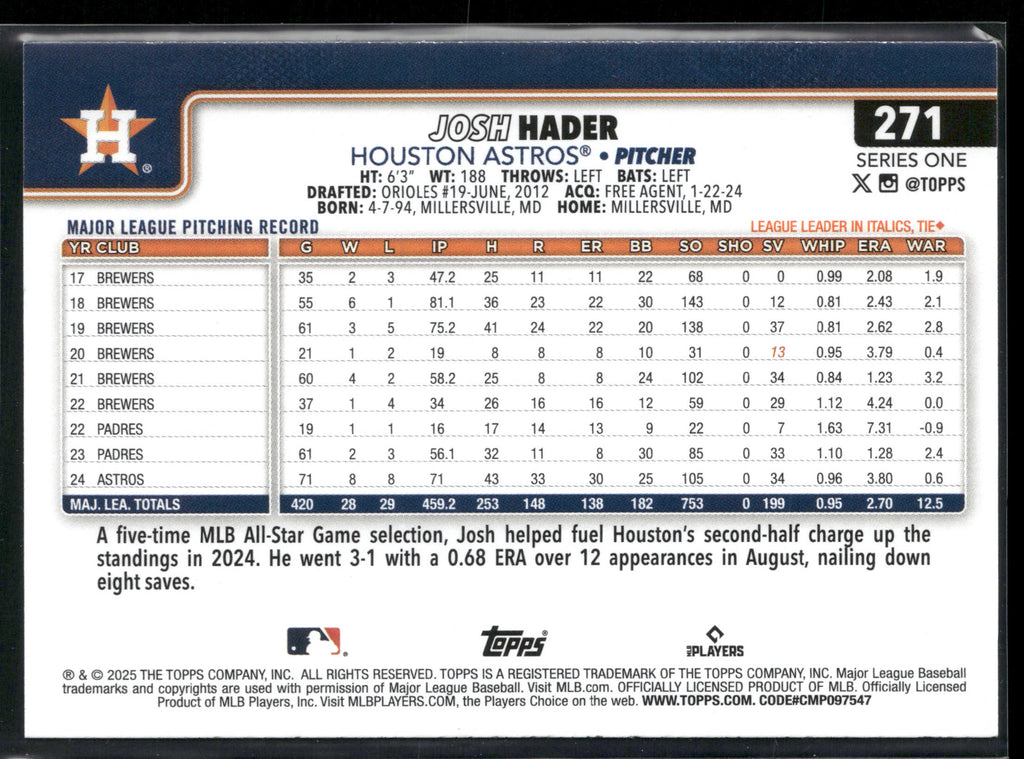 H ®
JOSH HADER
271
HOUSTON ASTROS® • PITCHER
SERIES ONE
HT: 6'3" WT: 188 THROWS: LEFT BATS: LEFT
X @TOPPS
DRAFTED: ORIOLES #19-JUNE, 2012 ACQ: FREE AGENT, 1-22-24
BORN: 4-7-94, MILLERSVILLE, MD HOME: MILLERSVILLE, MD
MAJOR LEAGUE PITCHING RECORD LEAGUE LEADER IN ITALICS, TIE♦
YR CLUB G W L IP H R ER BB SO SHO SV WHIP ERA WAR
17 BREWERS 35 2 3 47.2 25 11 11 22 68 0 0 0.99 2.08 1.9
18 BREWERS 55 6 1 81.1 36 23 22 30 143 0 12 0.81 2.43 2.1
19 BREWERS 61 3 5 75.2 41 24 22 20 138 0 37 0.81 2.62 2.8
20 BREWERS 21 1 2 19 8 8 8 10 31 0 13 0.95 3.79 0.4
21 BREWERS 60 4 2 58.2 25 8 8 24 102 0 34 0.84 1.23 3.2
22 BREWERS 37 1 4 34 26 16 16 12 59 0 29 1.12 4.24 0.0
22 PADRES 19 1 1 16 17 14 13 9 22 0 7 1.63 7.31 -0.9
23 PADRES 61 2 3 56.1 32 11 8 30 85 0 33 1.10 1.28 2.4
24 ASTROS 71 8 8 71 43 33 30 25 105 0 34 0.96 3.80 0.6
MAJ. LEA. TOTALS 420 28 29 459.2 253 148 138 182 753 0 199 0.95 2.70 12.5
A five-time MLB All-Star Game selection, Josh helped fuel Houston's second-half charge up the
standings in 2024. He went 3-1 with a 0.68 ERA over 12 appearances in August, nailing down
eight saves.
Topps® MLB PLAYERS
® & © 2025 THE TOPPS COMPANY, INC. ALL RIGHTS RESERVED. TOPPS IS A REGISTERED TRADEMARK OF THE TOPPS COMPANY, INC. Major League Baseball
trademarks and copyrights are used with permission of Major League Baseball. Visit MLB.com. OFFICIALLY LICENSED PRODUCT OF MLB. Officially Licensed
Product of MLB Players, Inc. Visit MLBPLAYERS.COM, the Players Choice on the web. WWW.TOPPS.COM. CODE#CMP097547